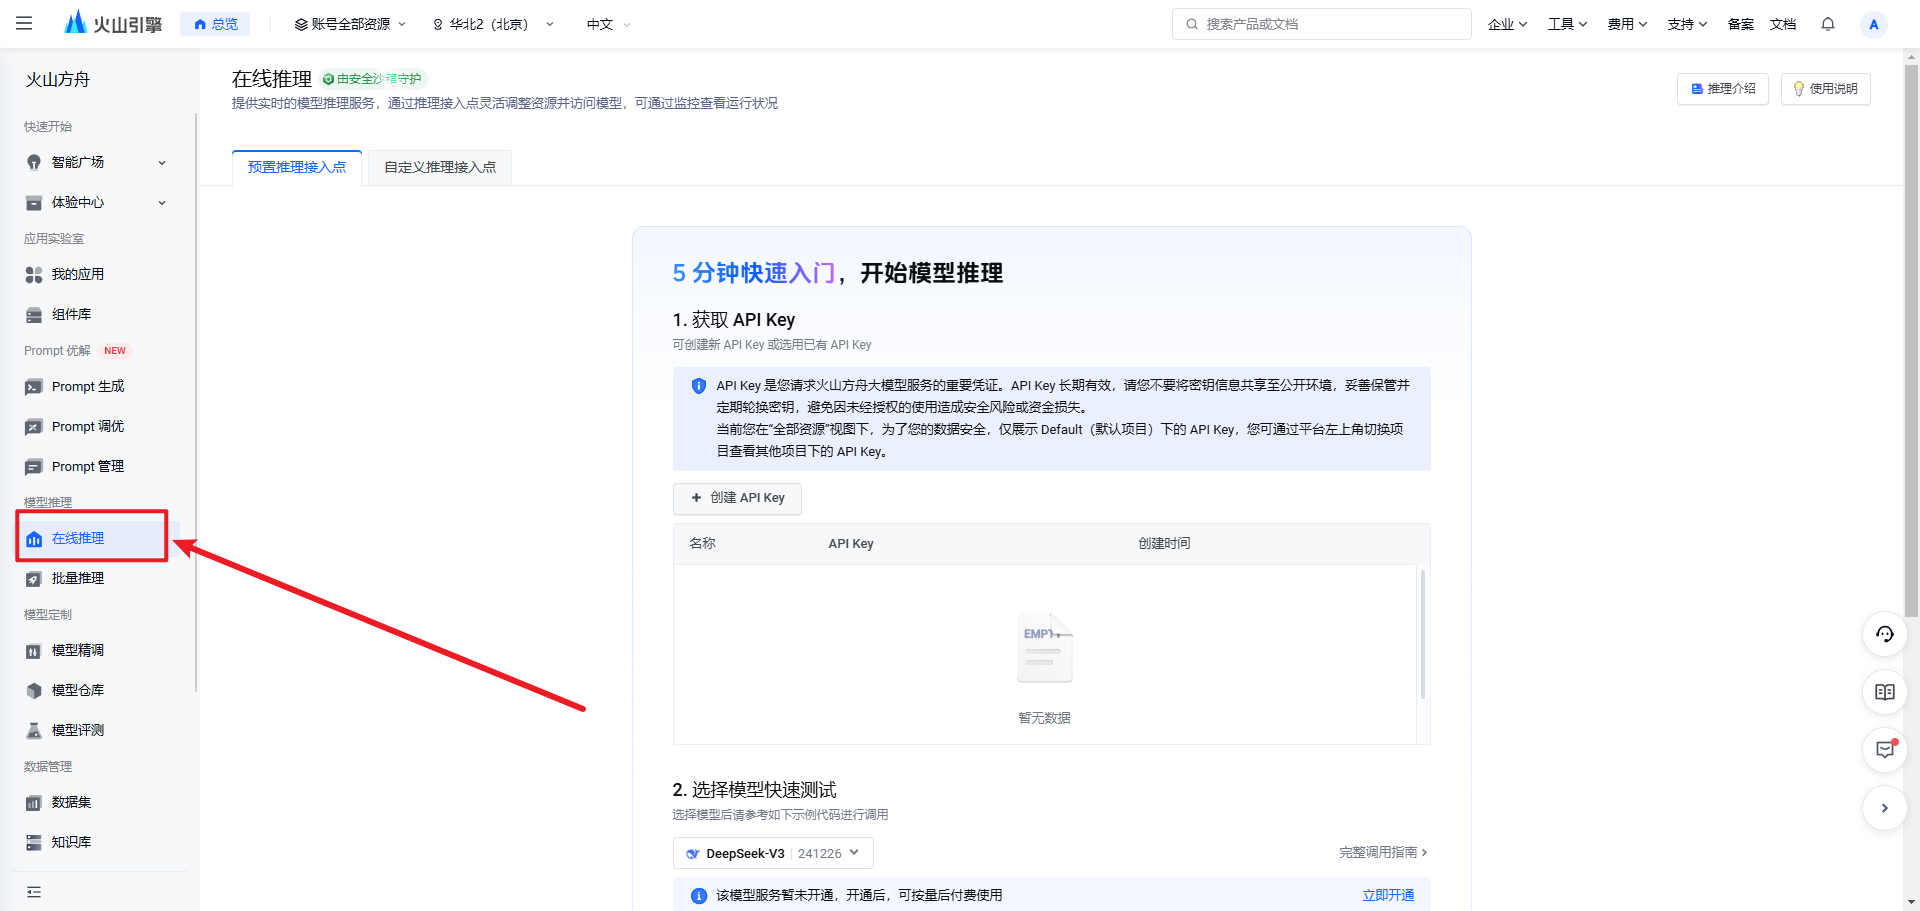 火山引擎
总览
账号全部资源
华北2（北京）
中文
搜索产品或文档
企业
工具
费用
支持
备案
文档
A
火山方舟
快速开始
智能广场
体验中心
应用实验室
我的应用
组件库
Prompt 优解 NEW
Prompt 生成
Prompt 调优
Prompt 管理
模型推理
在线推理
批量推理
模型定制
模型精调
模型仓库
模型评测
数据管理
数据集
知识库
在线推理
由安全沙箱守护
提供实时的模型推理服务，通过推理接入点灵活调整资源并访问模型，可通过监控查看运行状况
推理介绍
使用说明
预置推理接入点
自定义推理接入点
5 分钟快速入门，开始模型推理
1. 获取 API Key
可创建新 API Key 或选用已有 API Key
API Key 是您请求火山方舟大模型服务的重要凭证。API Key 长期有效，请您不要将密钥信息共享至公开环境，妥善保管并
定期轮换密钥，避免因未经授权的使用造成安全风险或资金损失。
当前您在“全部资源”视图下，为了您的数据安全，仅展示 Default（默认项目）下的 API Key，您可通过平台左上角切换项
目查看其他项目下的 API Key。
+ 创建 API Key
名称
API Key
创建时间
EMPT
暂无数据
2. 选择模型快速测试
选择模型后请参考如下示例代码进行调用
DeepSeek-V3 241226
完整调用指南
该模型服务暂未开通，开通后，可按量后付费使用
立即开通